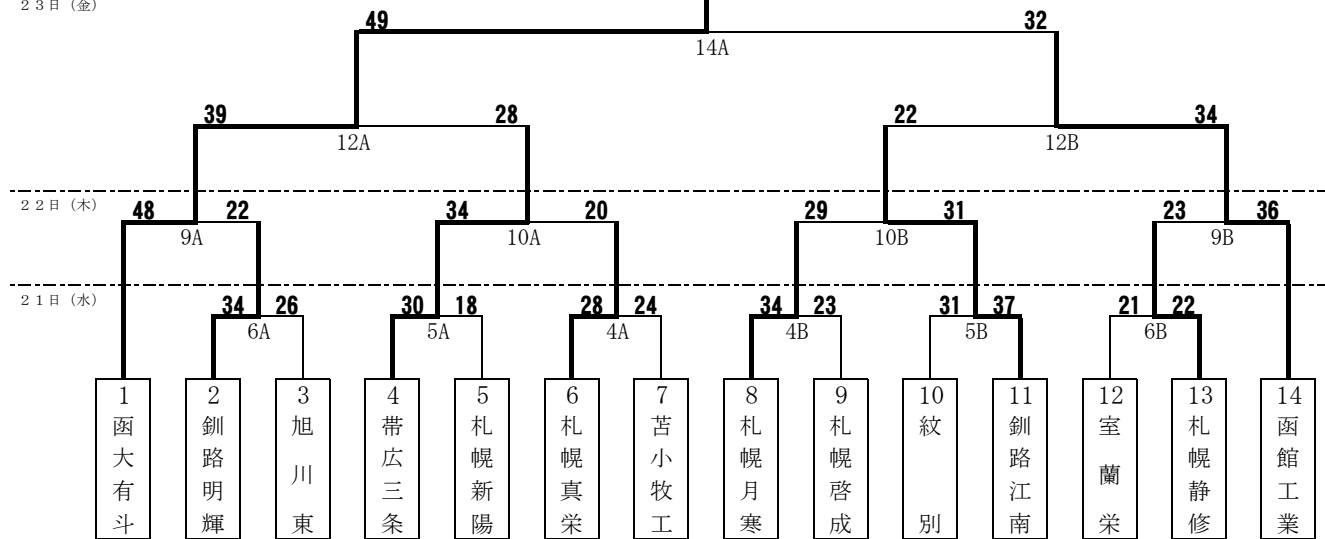 23日（金）
49 32
14A
39 28 22 34
12A 12B
22日（木）
48 22 34 20 29 31 23 36
9A 10A 10B 9B
21日（水）
34 26 30 18 28 24 34 23 31 37 21 22
6A 5A 4A 4B 5B 6B
1 函大有斗
2 釧路明輝
3 旭川東
4 帯広三条
5 札幌新陽
6 札幌真栄
7 苫小牧工
8 札幌月寒
9 札幌啓成
10 紋別
11 釧路江南
12 室蘭栄
13 札幌静修
14 函館工業